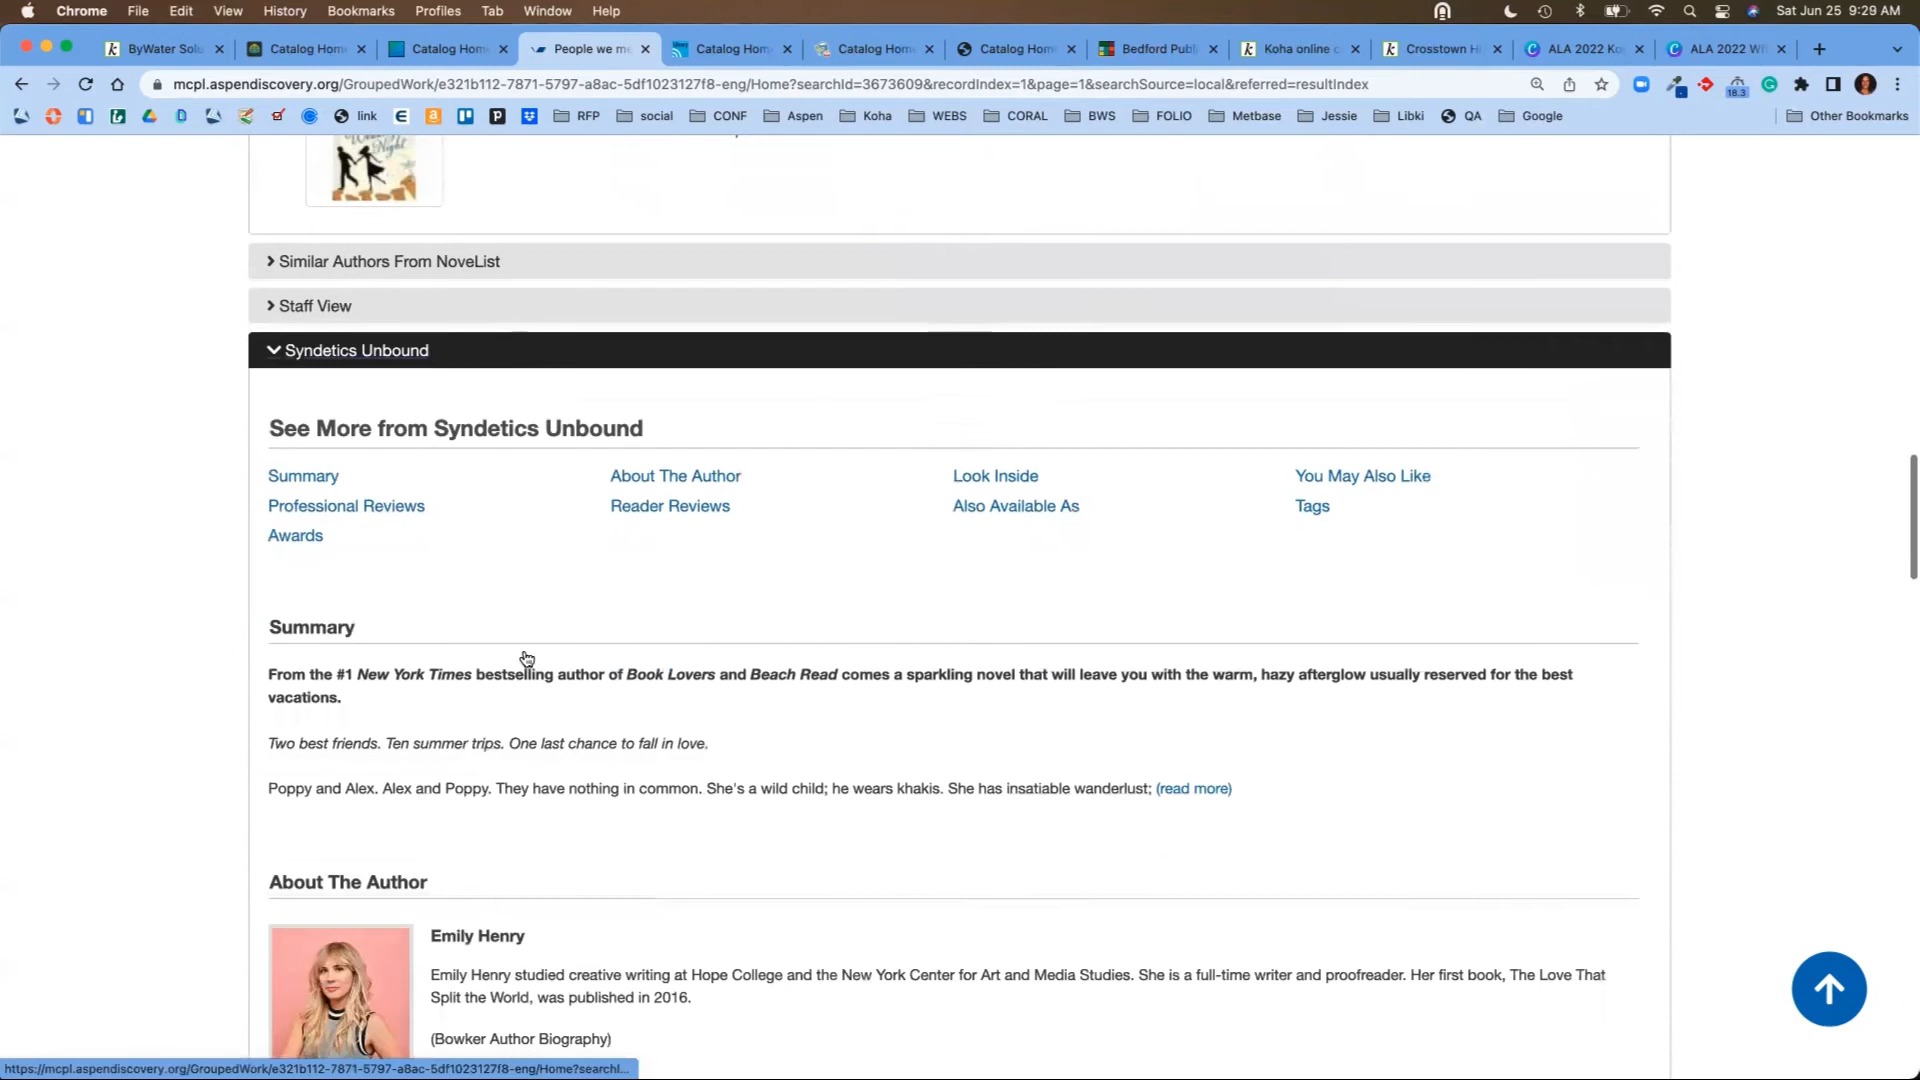 Chrome File Edit View History Bookmarks Profiles Tab Window Help Sat Jun 25 9:29 AM
ByWater Solu Catalog Home Catalog Home People we me Catalog Home Catalog Home Catalog Home Bedford Publ Koha online c Crosstown Hi ALA 2022 Ko ALA 2022 Wh
mcpl.aspendiscovery.org/GroupedWork/e321b112-7871-5797-a8ac-5df1023127f8-eng/Home?searchId=3673609&recordIndex=1&page=1&searchSource=local&referred=resultIndex
18.3
link RFP social CONF Aspen Koha WEBS CORAL BWS FOLIO Metbase Jessie Libki QA Google Other Bookmarks
Night
Similar Authors From NoveList
Staff View
Syndetics Unbound
See More from Syndetics Unbound
Summary About The Author Look Inside You May Also Like
Professional Reviews Reader Reviews Also Available As Tags
Awards
Summary
From the #1 New York Times bestselling author of Book Lovers and Beach Read comes a sparkling novel that will leave you with the warm, hazy afterglow usually reserved for the best
vacations.
Two best friends. Ten summer trips. One last chance to fall in love.
Poppy and Alex. Alex and Poppy. They have nothing in common. She's a wild child; he wears khakis. She has insatiable wanderlust; (read more)
About The Author
Emily Henry
Emily Henry studied creative writing at Hope College and the New York Center for Art and Media Studies. She is a full-time writer and proofreader. Her first book, The Love That
Split the World, was published in 2016.
(Bowker Author Biography)
https://mcpl.aspendiscovery.org/GroupedWork/e321b112-7871-5797-a8ac-5df1023127f8-eng/Home?searchI...